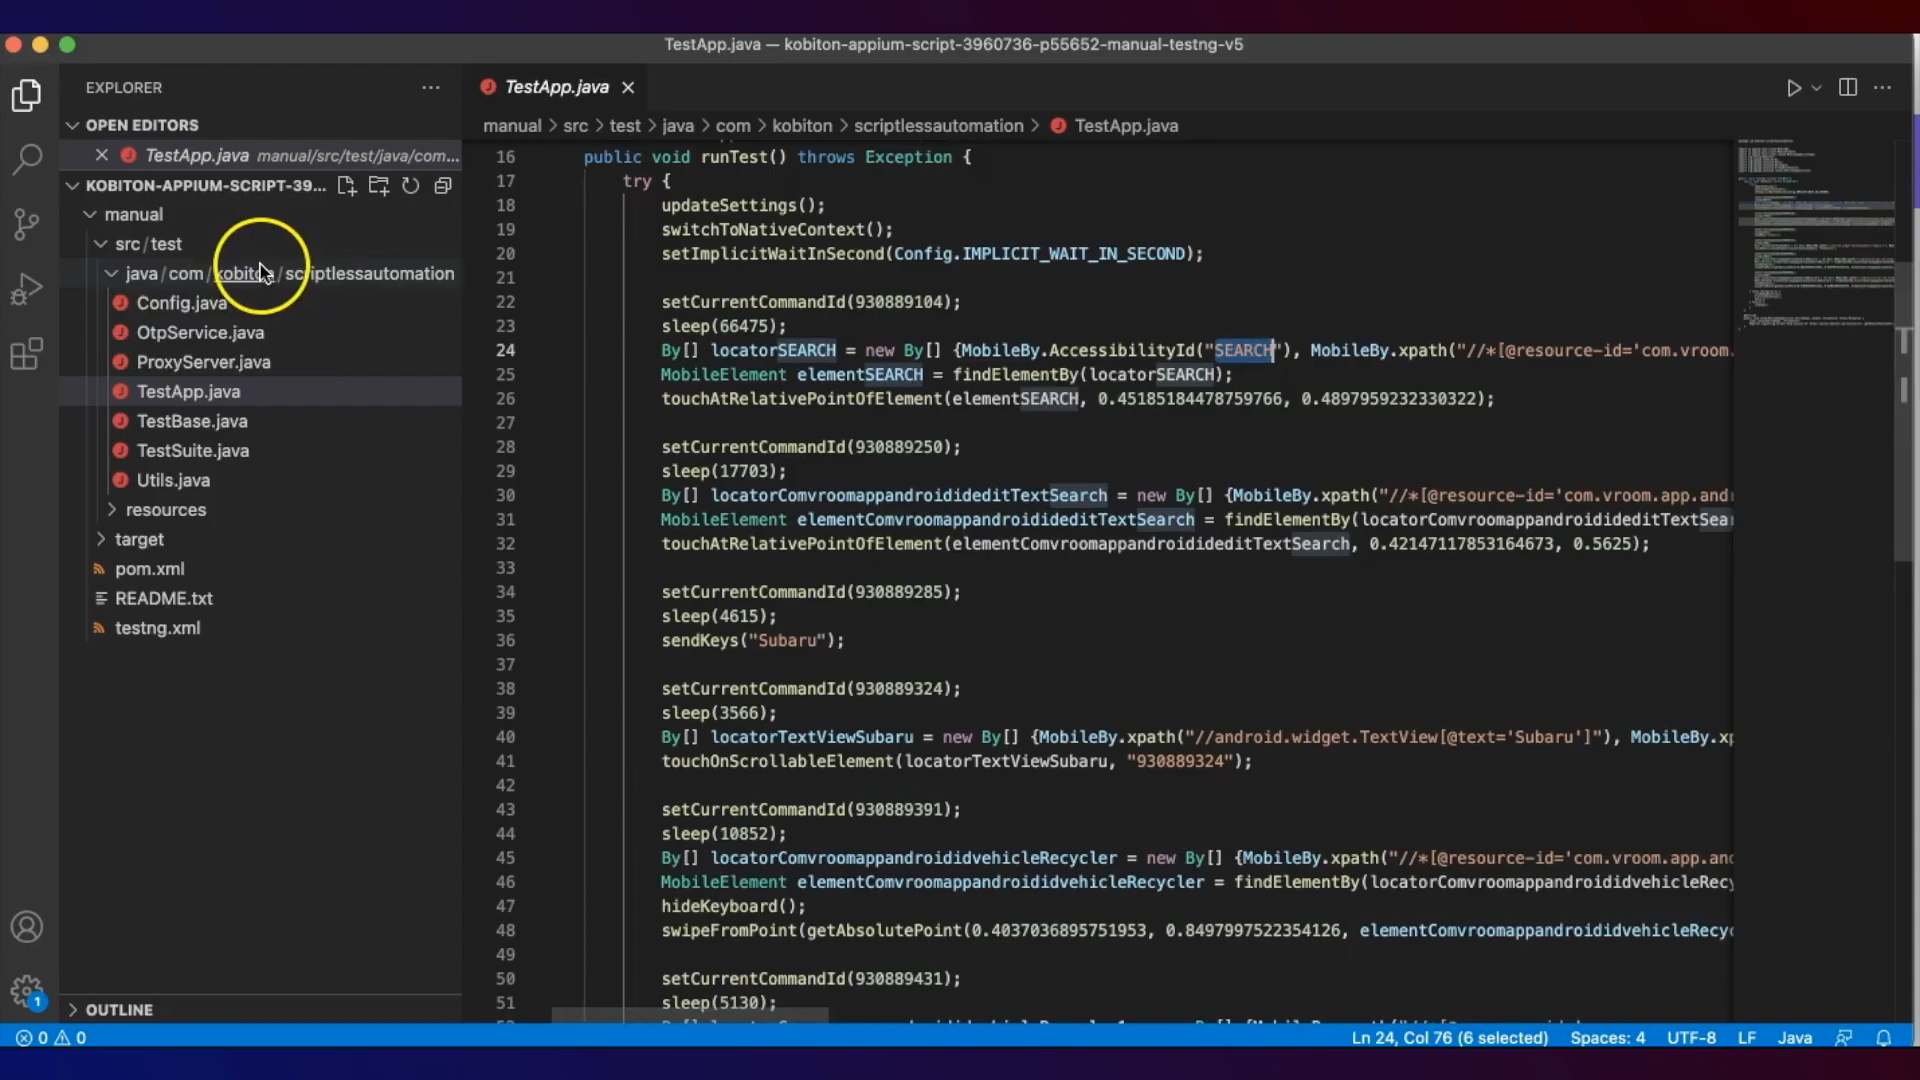 TestApp.java — kobiton-appium-script-3960736-p55652-manual-testng-v5
EXPLORER
OPEN EDITORS
TestApp.java manual/src/test/java/com...
KOBITON-APPIUM-SCRIPT-39...
manual
src/test
java/com/kobiton/scriptlessautomation
Config.java
OtpService.java
ProxyServer.java
TestApp.java
TestBase.java
TestSuite.java
Utils.java
resources
target
pom.xml
README.txt
testng.xml
OUTLINE
TestApp.java
manual > src > test > java > com > kobiton > scriptlessautomation > TestApp.java
16 public void runTest() throws Exception {
17 try {
18 updateSettings();
19 switchToNativeContext();
20 setImplicitWaitInSecond(Config.IMPLICIT_WAIT_IN_SECOND);
21
22 setCurrentCommandId(930889104);
23 sleep(66475);
24 By[] locatorSEARCH = new By[] {MobileBy.AccessibilityId("SEARCH"), MobileBy.xpath("//*[@resource-id='com.vroom.
25 MobileElement elementSEARCH = findElementBy(locatorSEARCH);
26 touchAtRelativePointOfElement(elementSEARCH, 0.45185184478759766, 0.4897959232330322);
27
28 setCurrentCommandId(930889250);
29 sleep(17703);
30 By[] locatorComvroomappandroidideditTextSearch = new By[] {MobileBy.xpath("//*[@resource-id='com.vroom.app.and
31 MobileElement elementComvroomappandroidideditTextSearch = findElementBy(locatorComvroomappandroidideditTextSear
32 touchAtRelativePointOfElement(elementComvroomappandroidideditTextSearch, 0.42147117853164673, 0.5625);
33
34 setCurrentCommandId(930889285);
35 sleep(4615);
36 sendKeys("Subaru");
37
38 setCurrentCommandId(930889324);
39 sleep(3566);
40 By[] locatorTextViewSubaru = new By[] {MobileBy.xpath("//android.widget.TextView[@text='Subaru']"), MobileBy.xp
41 touchOnScrollableElement(locatorTextViewSubaru, "930889324");
42
43 setCurrentCommandId(930889391);
44 sleep(10852);
45 By[] locatorComvroomappandroididvehicleRecycler = new By[] {MobileBy.xpath("//*[@resource-id='com.vroom.app.and
46 MobileElement elementComvroomappandroididvehicleRecycler = findElementBy(locatorComvroomappandroididvehicleRecy
47 hideKeyboard();
48 swipeFromPoint(getAbsolutePoint(0.4037036895751953, 0.8497997522354126, elementComvroomappandroididvehicleRecyc
49
50 setCurrentCommandId(930889431);
51 sleep(5130);
1
0 0
Ln 24, Col 76 (6 selected) Spaces: 4 UTF-8 LF Java